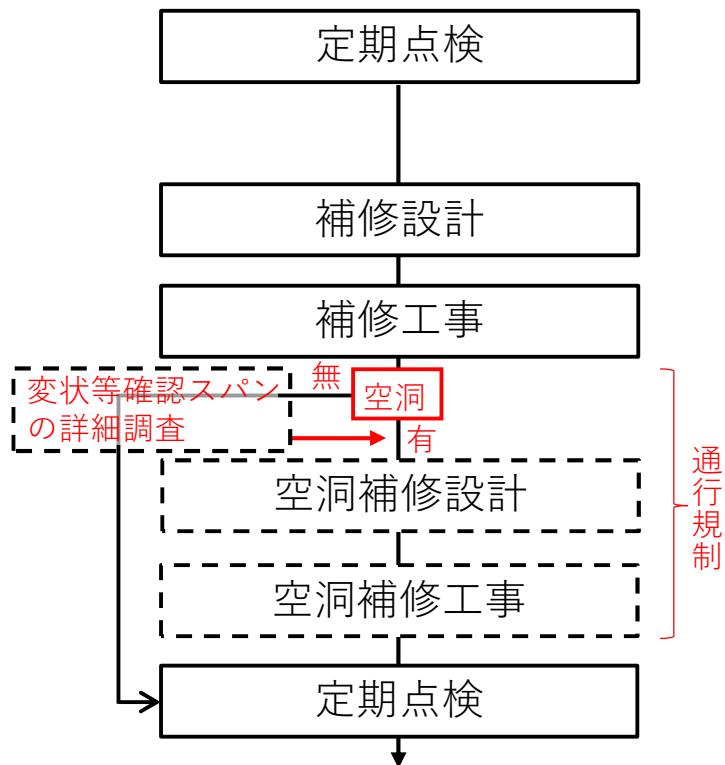 定期点検
補修設計
補修工事
変状等確認スパン
の詳細調査
無
空洞
有
空洞補修設計
空洞補修工事
通行規制
定期点検